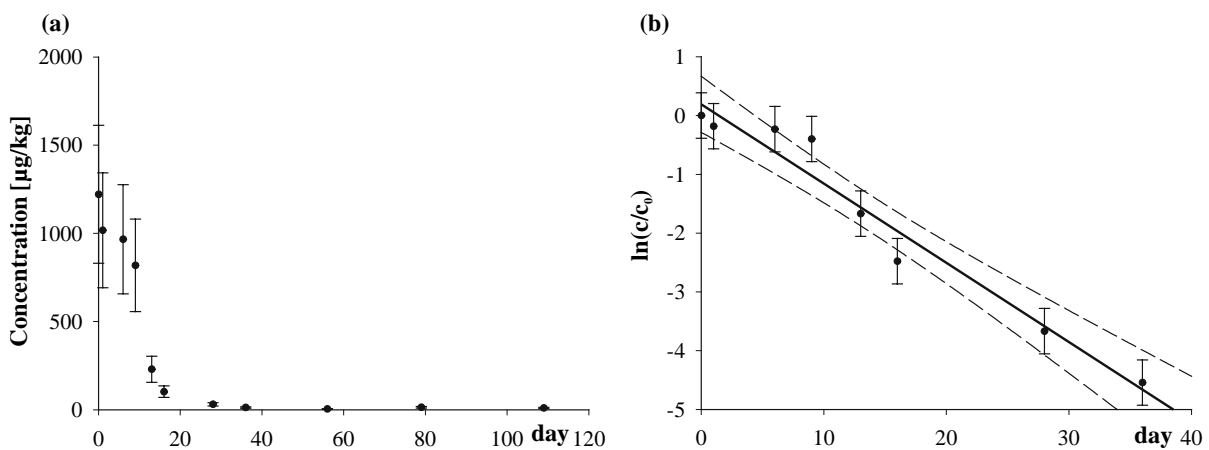 (a)
Concentration [µg/kg]
2000
1500
1000
500
0
0 20 40 60 80 100 day 120
(b)
ln(c/c₀)
1
0
-1
-2
-3
-4
-5
0 10 20 30 day 40